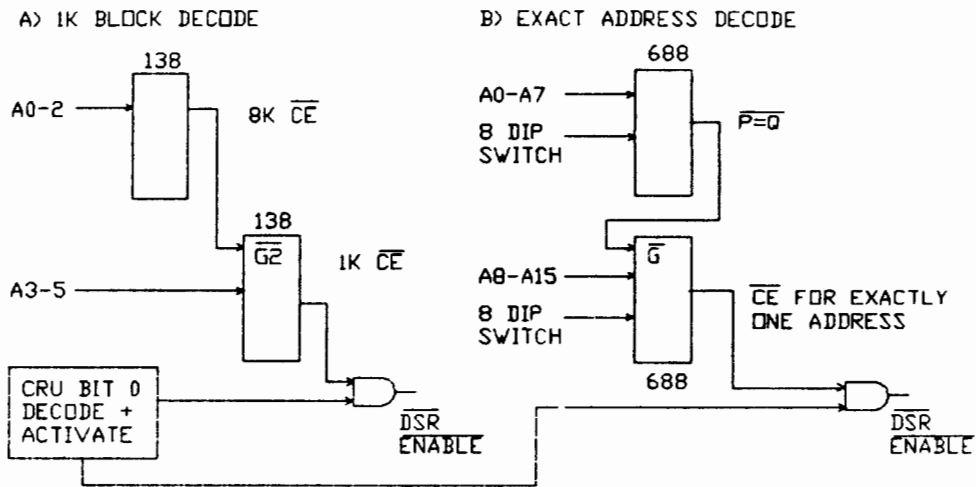 A) 1K BLOCK DECODE
138
A0-2
8K CE
138
G2
1K CE
A3-5
CRU BIT 0
DECODE +
ACTIVATE
DSR
ENABLE
B) EXACT ADDRESS DECODE
688
A0-A7
8 DIP
SWITCH
P=Q
G
A8-A15
8 DIP
SWITCH
CE FOR EXACTLY
ONE ADDRESS
688
DSR
ENABLE